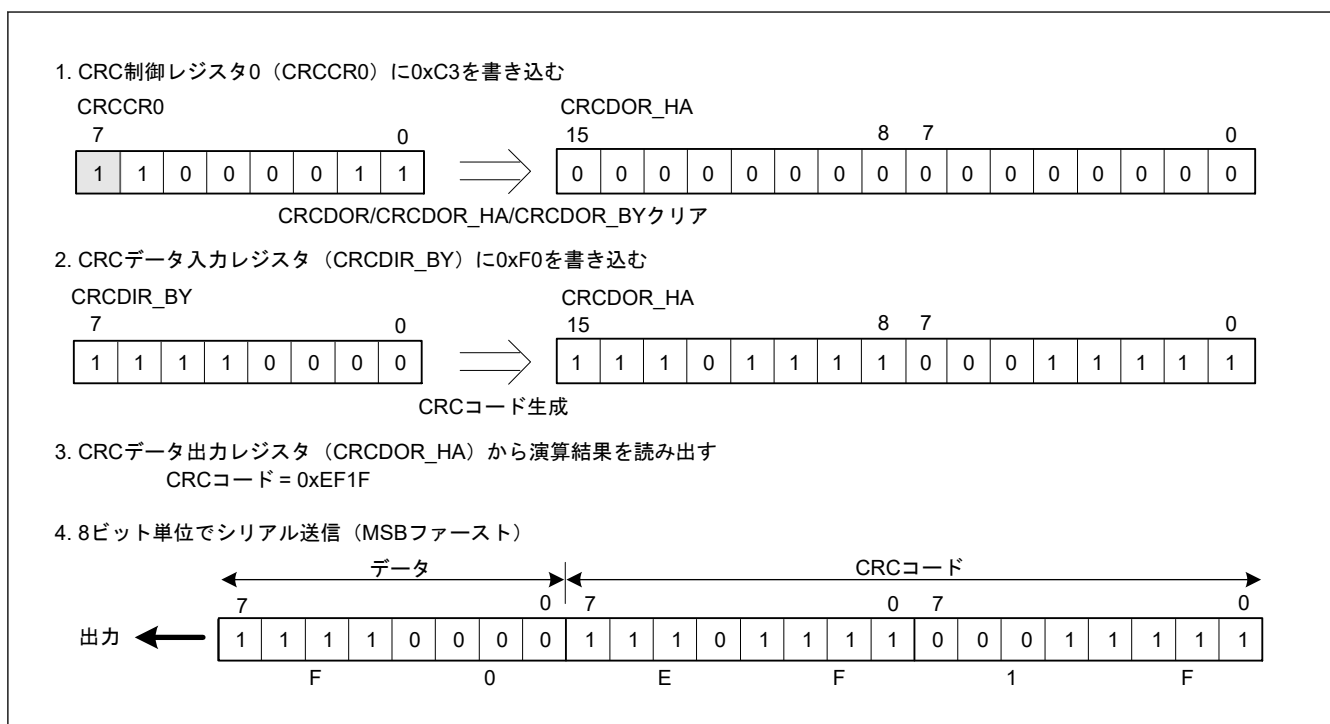 1. CRC制御レジスタ0（CRCCR0）に0xC3を書き込む
CRCCR0 CRCDOR_HA
7 0 15 8 7 0
1 1 0 0 0 0 1 1 0 0 0 0 0 0 0 0 0 0 0 0 0 0 0 0
CRCDOR/CRCDOR_HA/CRCDOR_BYクリア
2. CRCデータ入力レジスタ（CRCDIR_BY）に0xF0を書き込む
CRCDIR_BY CRCDOR_HA
7 0 15 8 7 0
1 1 1 1 0 0 0 0 1 1 1 0 1 1 1 1 0 0 0 1 1 1 1 1
CRCコード生成
3. CRCデータ出力レジスタ（CRCDOR_HA）から演算結果を読み出す
CRCコード = 0xEF1F
4. 8ビット単位でシリアル送信（MSBファースト）
データ CRCコード
7 0 7 0 7 0
出力 1 1 1 1 0 0 0 0 1 1 1 0 1 1 1 1 0 0 0 1 1 1 1 1
F 0 E F 1 F